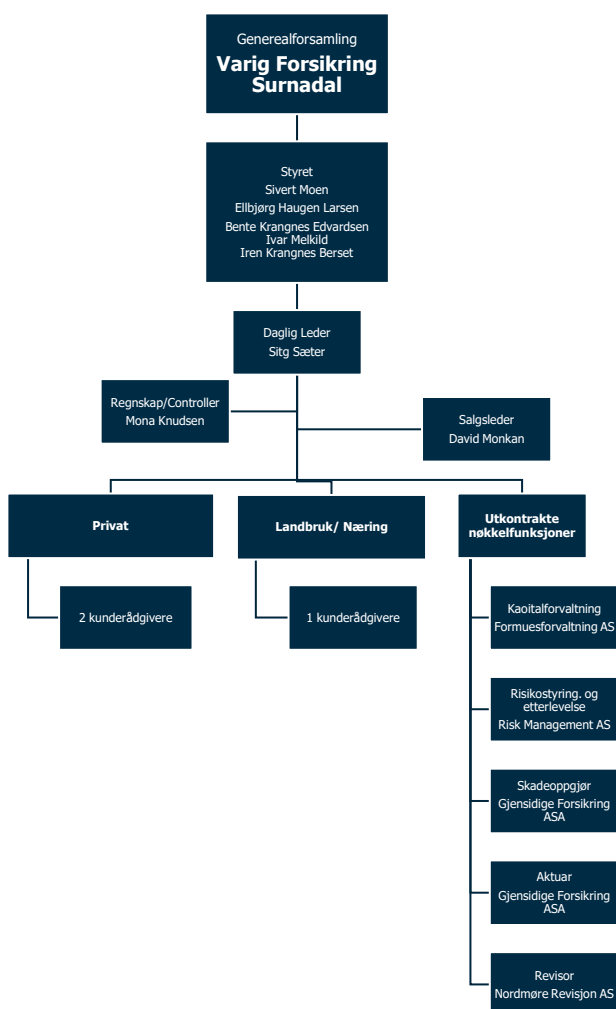 Generealforsamling
Varig Forsikring
Surnadal
Styret
Sivert Moen
Ellbjørg Haugen Larsen
Bente Krangnes Edvardsen
Ivar Melkild
Iren Krangnes Berset
Daglig Leder
Sitg Sæter
Regnskap/Controller
Mona Knudsen
Salgsleder
David Monkan
Privat
Landbruk/ Næring
Utkontrakte
nøkkelfunksjoner
2 kunderådgivere
1 kunderådgivere
Kaoitalforvaltning
Formuesforvaltning AS
Risikostyring. og
etterlevelse
Risk Management AS
Skadeoppgjør
Gjensidige Forsikring
ASA
Aktuar
Gjensidige Forsikring
ASA
Revisor
Nordmøre Revisjon AS